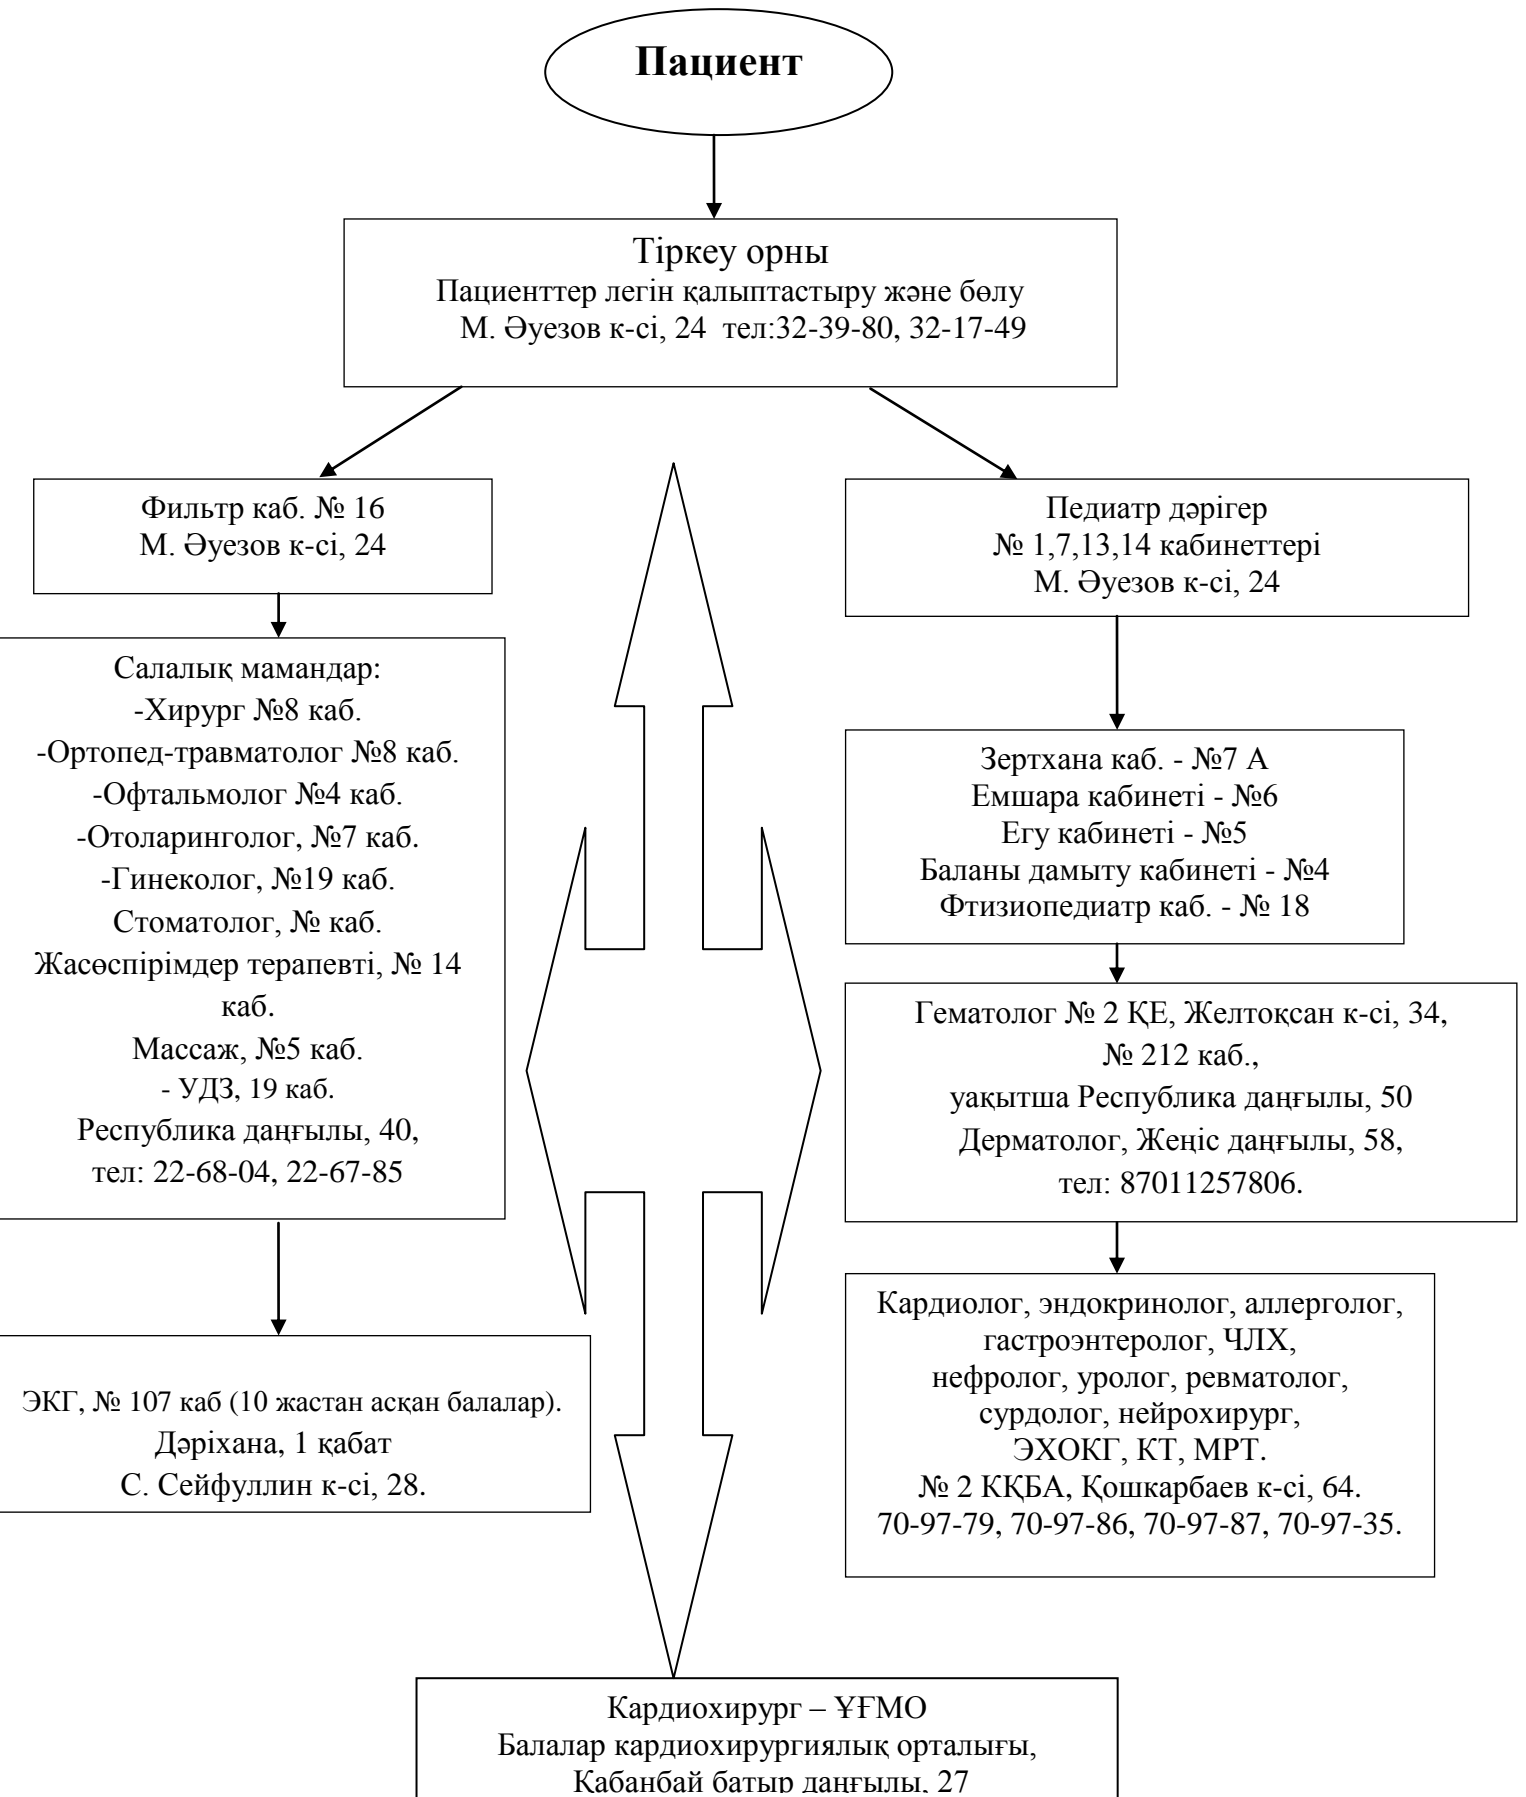 Пациент
Тіркеу орны
Пациенттер легін қалыптастыру және бөлу
М. Әуезов к-сі, 24 тел:32-39-80, 32-17-49
Фильтр каб. № 16
М. Әуезов к-сі, 24
Педиатр дәрігер
№ 1,7,13,14 кабинеттері
М. Әуезов к-сі, 24
Салалық мамандар:
-Хирург №8 каб.
-Ортопед-травматолог №8 каб.
-Офтальмолог №4 каб.
-Отоларинголог, №7 каб.
-Гинеколог, №19 каб.
Стоматолог, № каб.
Жасөспірімдер терапевті, № 14
каб.
Массаж, №5 каб.
- УДЗ, 19 каб.
Республика даңғылы, 40,
тел: 22-68-04, 22-67-85
Зертхана каб. - №7 А
Емшара кабинеті - №6
Егу кабинеті - №5
Баланы дамыту кабинеті - №4
Фтизиопедиатр каб. - № 18
Гематолог № 2 ҚЕ, Желтоқсан к-сі, 34,
№ 212 каб.,
уақытша Республика даңғылы, 50
Дерматолог, Жеңіс даңғылы, 58,
тел: 87011257806.
ЭКГ, № 107 каб (10 жастан асқан балалар).
Дәріхана, 1 қабат
С. Сейфуллин к-сі, 28.
Кардиолог, эндокринолог, аллерголог,
гастроэнтеролог, ЧЛХ,
нефролог, уролог, ревматолог,
сурдолог, нейрохирург,
ЭХОКГ, КТ, МРТ.
№ 2 КҚБА, Қошкарбаев к-сі, 64.
70-97-79, 70-97-86, 70-97-87, 70-97-35.
Кардиохирург – ҰҒМО
Балалар кардиохирургиялық орталығы,
Қабанбай батыр даңғылы, 27